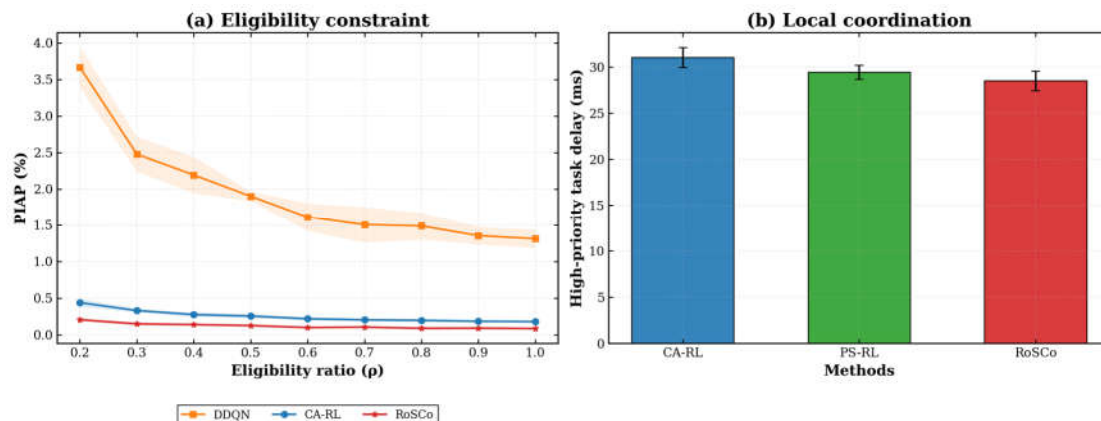 (a) Eligibility constraint
4.0
3.5
3.0
2.5
2.0
1.5
1.0
0.5
0.0
PIAP (%)
0.2 0.3 0.4 0.5 0.6 0.7 0.8 0.9 1.0
Eligibility ratio (ρ)
DDQN CA-RL RoSCo
(b) Local coordination
30
25
20
15
10
5
0
High-priority task delay (ms)
CA-RL PS-RL RoSCo
Methods